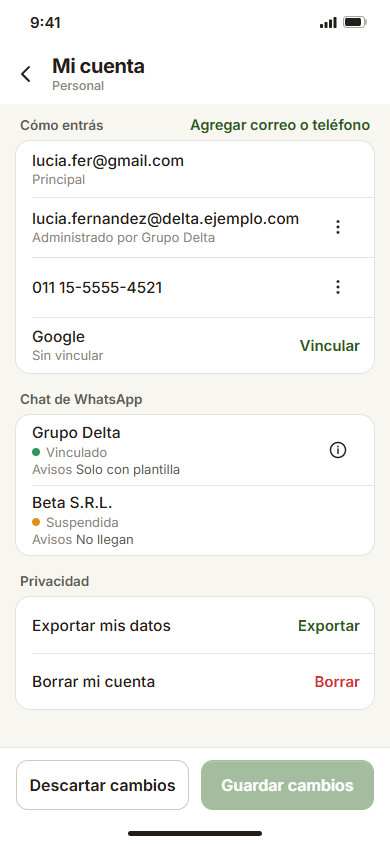 9:41
Mi cuenta
Personal
Cómo entrás
Agregar correo o teléfono
lucia.fer@gmail.com
Principal
lucia.fernandez@delta.ejemplo.com
Administrado por Grupo Delta
011 15-5555-4521
Google
Sin vincular
Vincular
Chat de WhatsApp
Grupo Delta
Vinculado
Avisos Solo con plantilla
Beta S.R.L.
Suspendida
Avisos No llegan
Privacidad
Exportar mis datos
Exportar
Borrar mi cuenta
Borrar
Descartar cambios
Guardar cambios